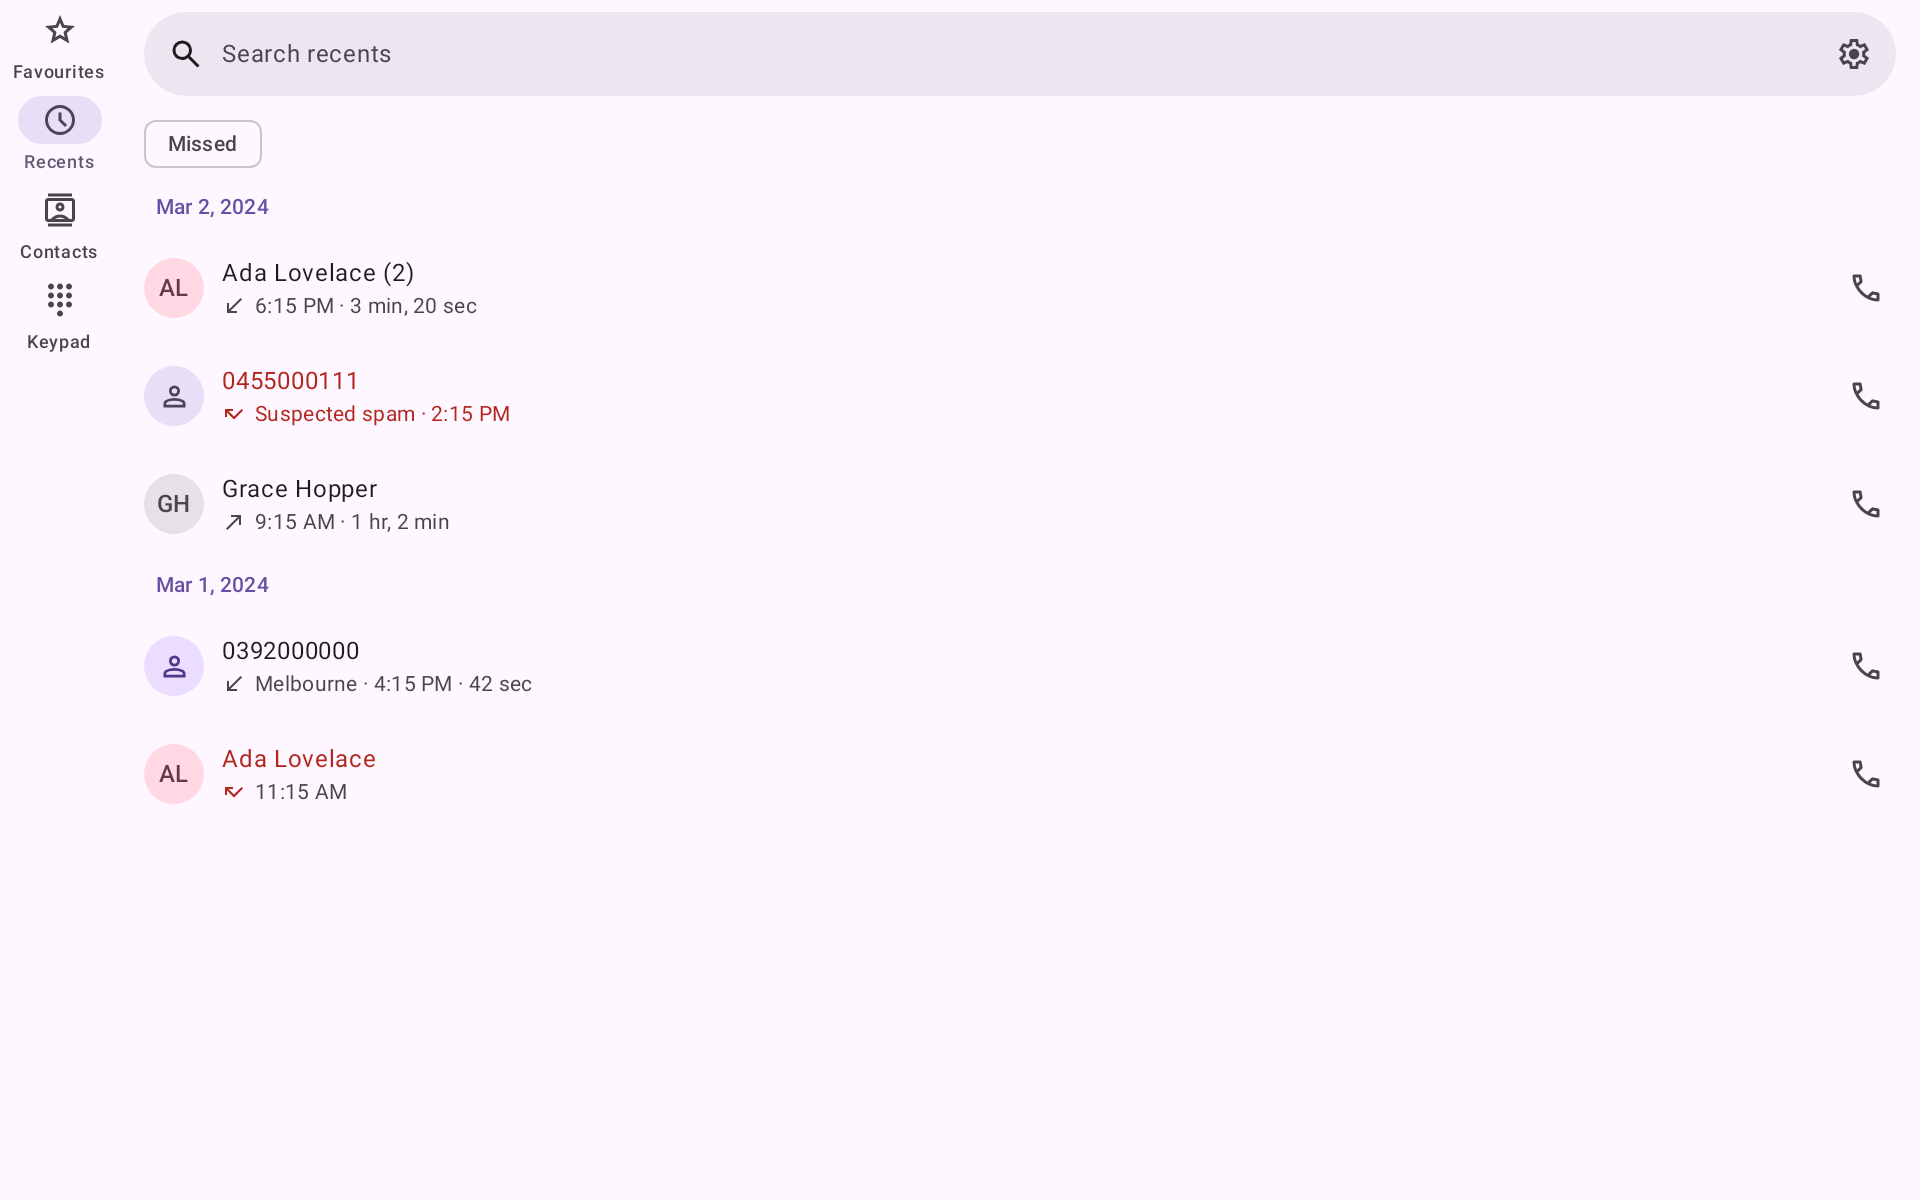 Favourites
Recents
Contacts
Keypad
Search recents
Missed
Mar 2, 2024
AL
Ada Lovelace (2)
6:15 PM · 3 min, 20 sec
0455000111
Suspected spam · 2:15 PM
GH
Grace Hopper
9:15 AM · 1 hr, 2 min
Mar 1, 2024
0392000000
Melbourne · 4:15 PM · 42 sec
AL
Ada Lovelace
11:15 AM